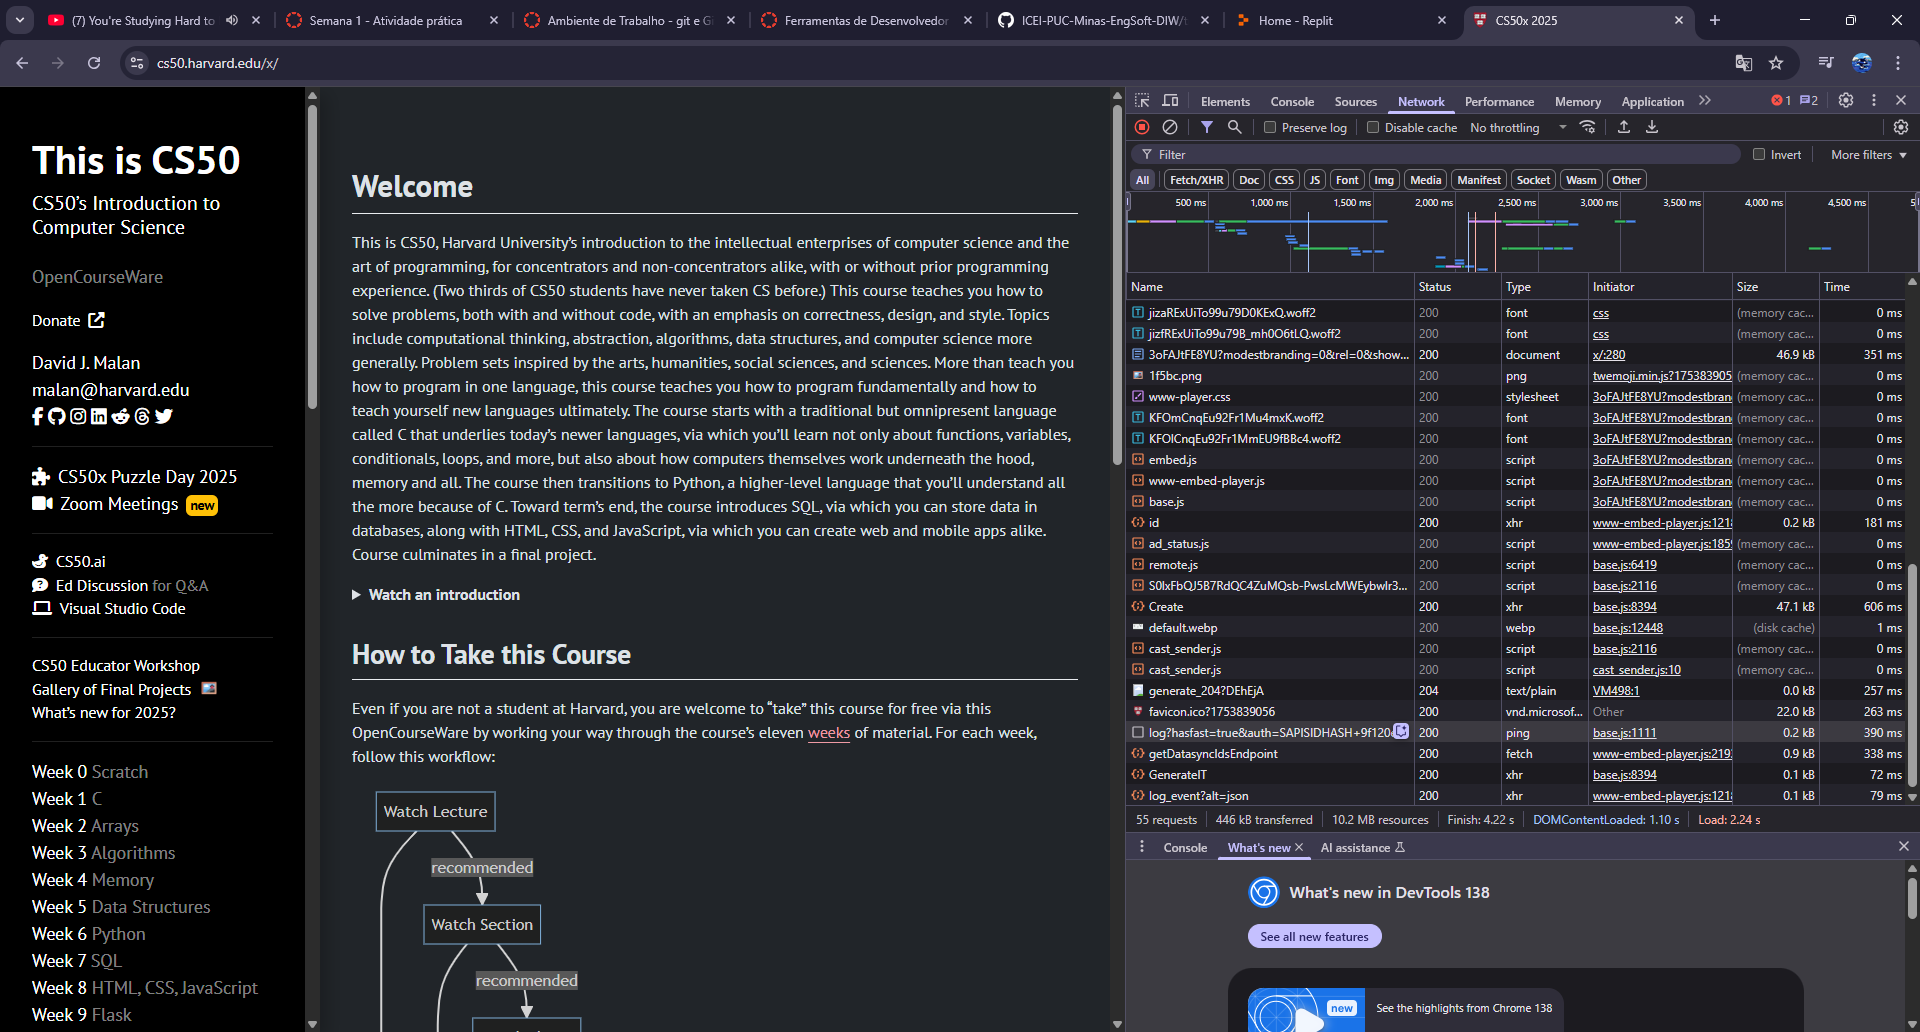 (7) You're Studying Hard to
Semana 1 - Atividade prática
Ambiente de Trabalho - git e Gi
Ferramentas de Desenvolvedor
ICEI-PUC-Minas-EngSoft-DIW/
Home - Replit
CS50x 2025
cs50.harvard.edu/x/
This is CS50
CS50’s Introduction to
Computer Science
OpenCourseWare
Donate
David J. Malan
malan@harvard.edu
CS50x Puzzle Day 2025
Zoom Meetings new
CS50.ai
Ed Discussion for Q&A
Visual Studio Code
CS50 Educator Workshop
Gallery of Final Projects
What’s new for 2025?
Week 0 Scratch
Week 1 C
Week 2 Arrays
Week 3 Algorithms
Week 4 Memory
Week 5 Data Structures
Week 6 Python
Week 7 SQL
Week 8 HTML, CSS, JavaScript
Week 9 Flask
Welcome
This is CS50, Harvard University’s introduction to the intellectual enterprises of computer science and the
art of programming, for concentrators and non-concentrators alike, with or without prior programming
experience. (Two thirds of CS50 students have never taken CS before.) This course teaches you how to
solve problems, both with and without code, with an emphasis on correctness, design, and style. Topics
include computational thinking, abstraction, algorithms, data structures, and computer science more
generally. Problem sets inspired by the arts, humanities, social sciences, and sciences. More than teach you
how to program in one language, this course teaches you how to program fundamentally and how to
teach yourself new languages ultimately. The course starts with a traditional but omnipresent language
called C that underlies today’s newer languages, via which you’ll learn not only about functions, variables,
conditionals, loops, and more, but also about how computers themselves work underneath the hood,
memory and all. The course then transitions to Python, a higher-level language that you’ll understand all
the more because of C. Toward term’s end, the course introduces SQL, via which you can store data in
databases, along with HTML, CSS, and JavaScript, via which you can create web and mobile apps alike.
Course culminates in a final project.
Watch an introduction
How to Take this Course
Even if you are not a student at Harvard, you are welcome to “take” this course for free via this
OpenCourseWare by working your way through the course’s eleven weeks of material. For each week,
follow this workflow:
Watch Lecture
recommended
Watch Section
recommended
Elements Console Sources Network Performance Memory Application 1 2
Preserve log Disable cache No throttling
Filter Invert More filters
All Fetch/XHR Doc CSS JS Font Img Media Manifest Socket Wasm Other
500 ms 1,000 ms 1,500 ms 2,000 ms 2,500 ms 3,000 ms 3,500 ms 4,000 ms 4,500 ms 5
Name Status Type Initiator Size Time
jizaRExUiTo99u79D0KExQ.woff2 200 font css (memory cac... 0 ms
jizfRExUiTo99u79B_mh0O6tLQ.woff2 200 font css (memory cac... 0 ms
3oFAJtFE8YU?modestbranding=0&rel=0&show... 200 document x/:280 46.9 kB 351 ms
1f5bc.png 200 png twemoji.min.js?175383905 (memory cac... 0 ms
www-player.css 200 stylesheet 3oFAJtFE8YU?modestbran (memory cac... 0 ms
KFOmCnqEu92Fr1Mu4mxK.woff2 200 font 3oFAJtFE8YU?modestbran (memory cac... 0 ms
KFOlCnqEu92Fr1MmEU9fBBc4.woff2 200 font 3oFAJtFE8YU?modestbran (memory cac... 0 ms
embed.js 200 script 3oFAJtFE8YU?modestbran (memory cac... 0 ms
www-embed-player.js 200 script 3oFAJtFE8YU?modestbran (memory cac... 0 ms
base.js 200 script 3oFAJtFE8YU?modestbran (memory cac... 0 ms
id 200 xhr www-embed-player.js:121 0.2 kB 181 ms
ad_status.js 200 script www-embed-player.js:185 (memory cac... 0 ms
remote.js 200 script base.js:6419 (memory cac... 0 ms
S0lxFbQJ5B7RdQC4ZuMQsb-PwsLcMWEybwlr3... 200 script base.js:2116 (memory cac... 0 ms
Create 200 xhr base.js:8394 47.1 kB 606 ms
default.webp 200 webp base.js:12448 (disk cache) 1 ms
cast_sender.js 200 script base.js:2116 (memory cac... 0 ms
cast_sender.js 200 script cast_sender.js:10 (memory cac... 0 ms
generate_204?DEhEjA 204 text/plain VM498:1 0.0 kB 257 ms
favicon.ico?1753839056 200 vnd.microsof... Other 22.0 kB 263 ms
log?hasfast=true&auth=SAPISIDHASH+9f120 200 ping base.js:1111 0.2 kB 390 ms
getDatasyncIdsEndpoint 200 fetch www-embed-player.js:219 0.9 kB 338 ms
GenerateIT 200 xhr base.js:8394 0.1 kB 72 ms
log_event?alt=json 200 xhr www-embed-player.js:121 0.1 kB 79 ms
55 requests 446 kB transferred 10.2 MB resources Finish: 4.22 s DOMContentLoaded: 1.10 s Load: 2.24 s
Console What's new AI assistance
What's new in DevTools 138
See all new features
new See the highlights from Chrome 138